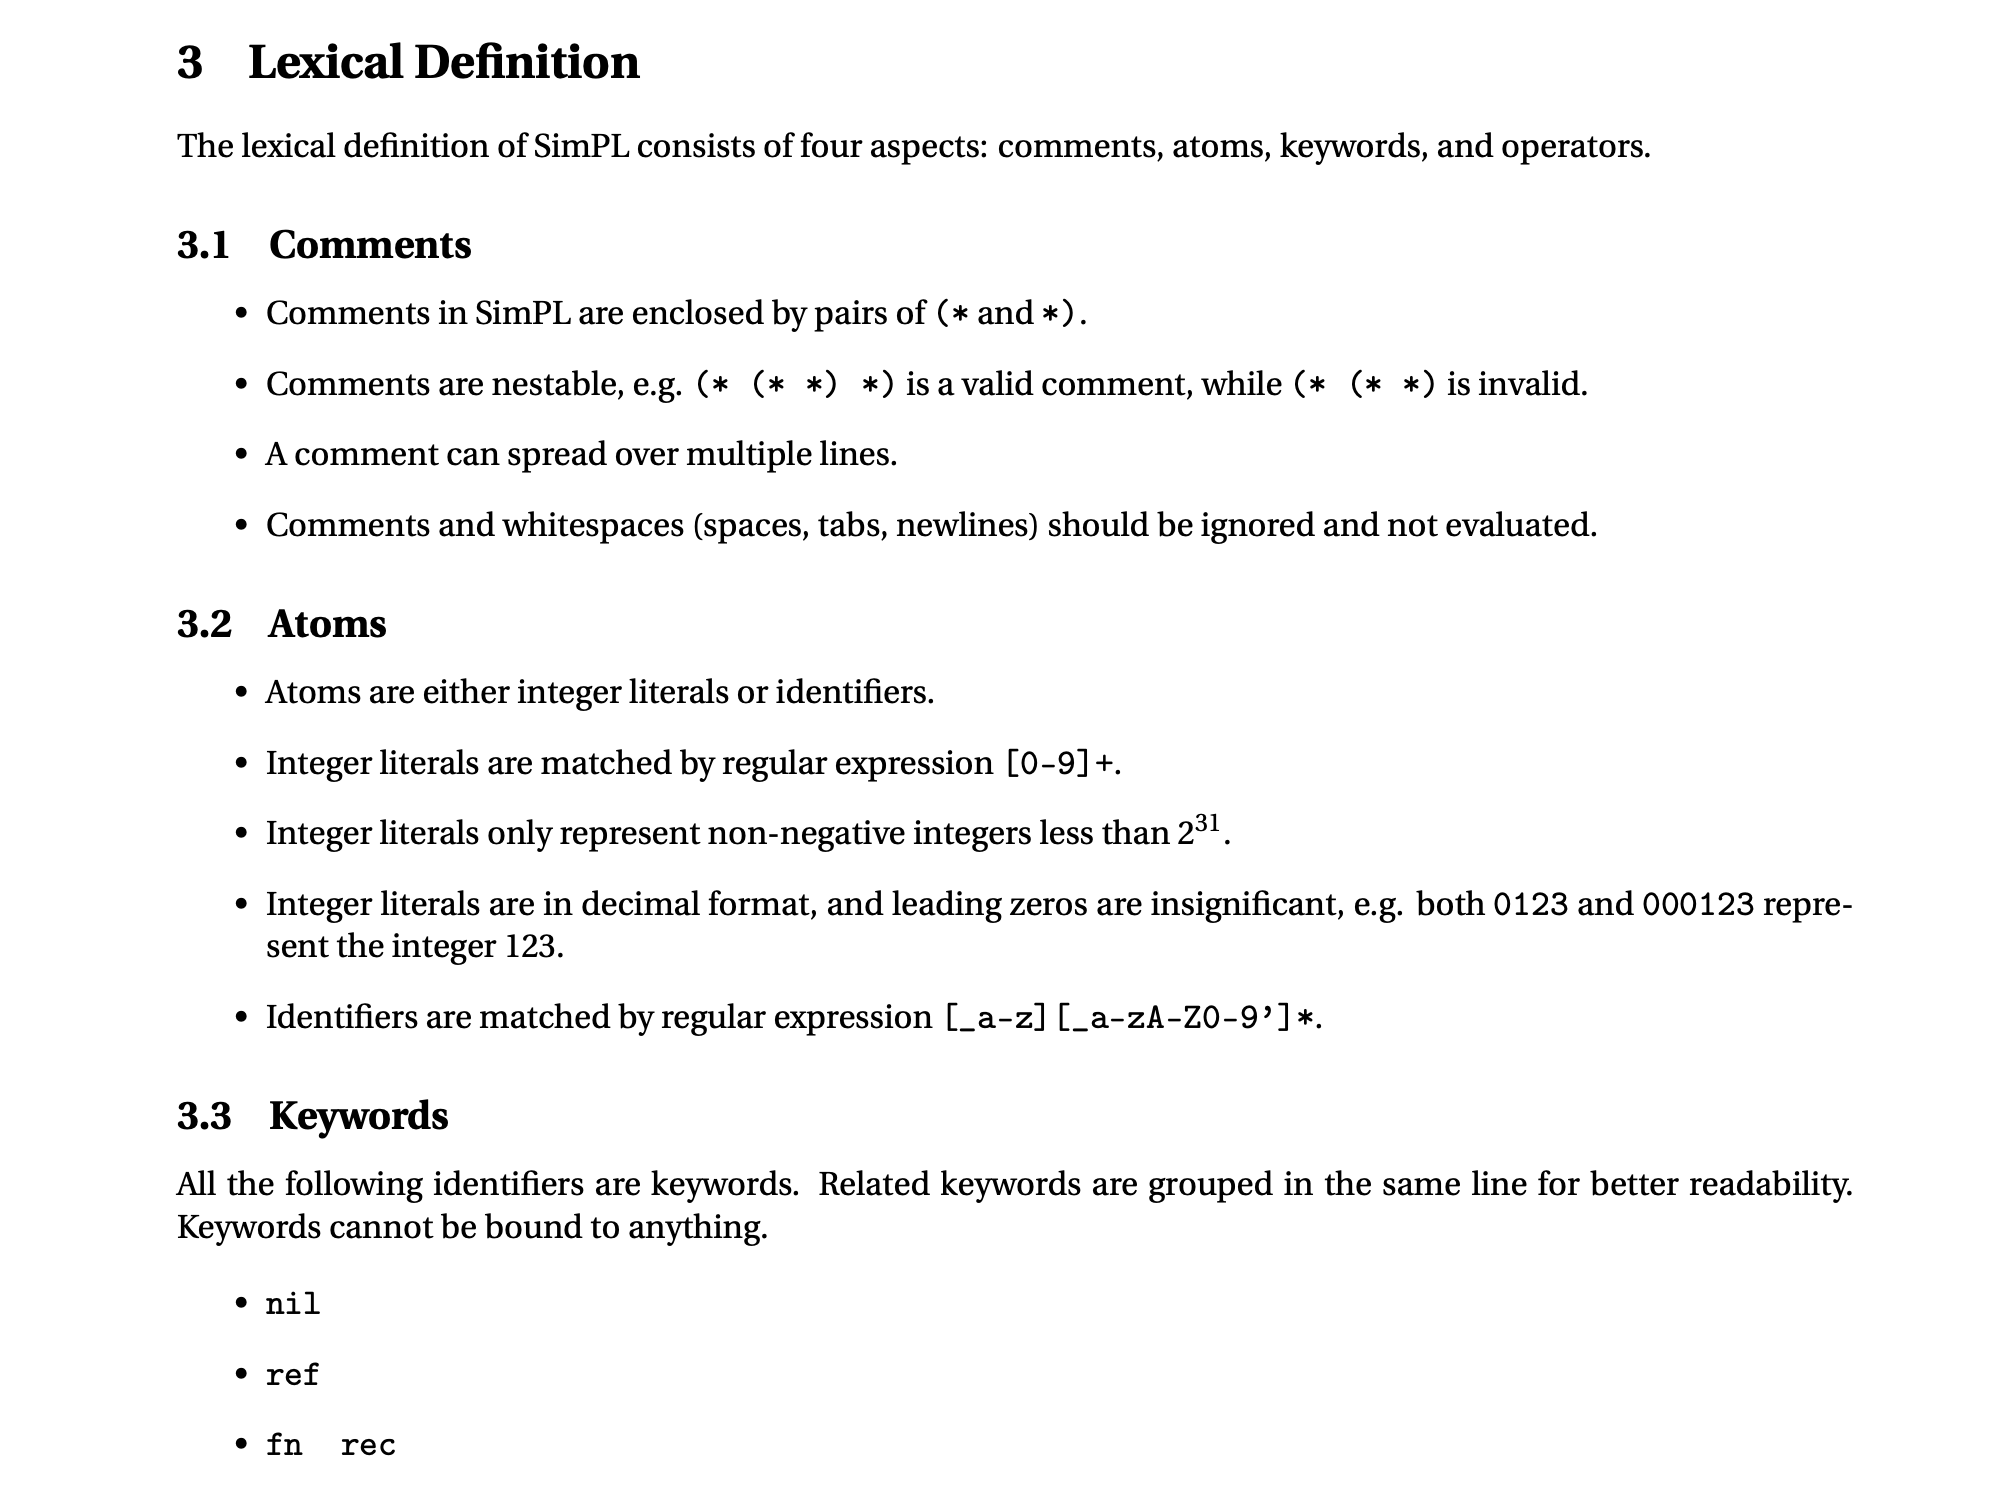 3 Lexical Definition
The lexical definition of SimPL consists of four aspects: comments, atoms, keywords, and operators.
3.1 Comments
• Comments in SimPL are enclosed by pairs of (* and *).
• Comments are nestable, e.g. (* (* *) *) is a valid comment, while (* (* *) is invalid.
• A comment can spread over multiple lines.
• Comments and whitespaces (spaces, tabs, newlines) should be ignored and not evaluated.
3.2 Atoms
• Atoms are either integer literals or identifiers.
• Integer literals are matched by regular expression [0-9]+.
• Integer literals only represent non-negative integers less than 2³¹.
• Integer literals are in decimal format, and leading zeros are insignificant, e.g. both 0123 and 000123 repre-
sent the integer 123.
• Identifiers are matched by regular expression [_a-z][_a-zA-Z0-9’]*.
3.3 Keywords
All the following identifiers are keywords. Related keywords are grouped in the same line for better readability.
Keywords cannot be bound to anything.
• nil
• ref
• fn rec